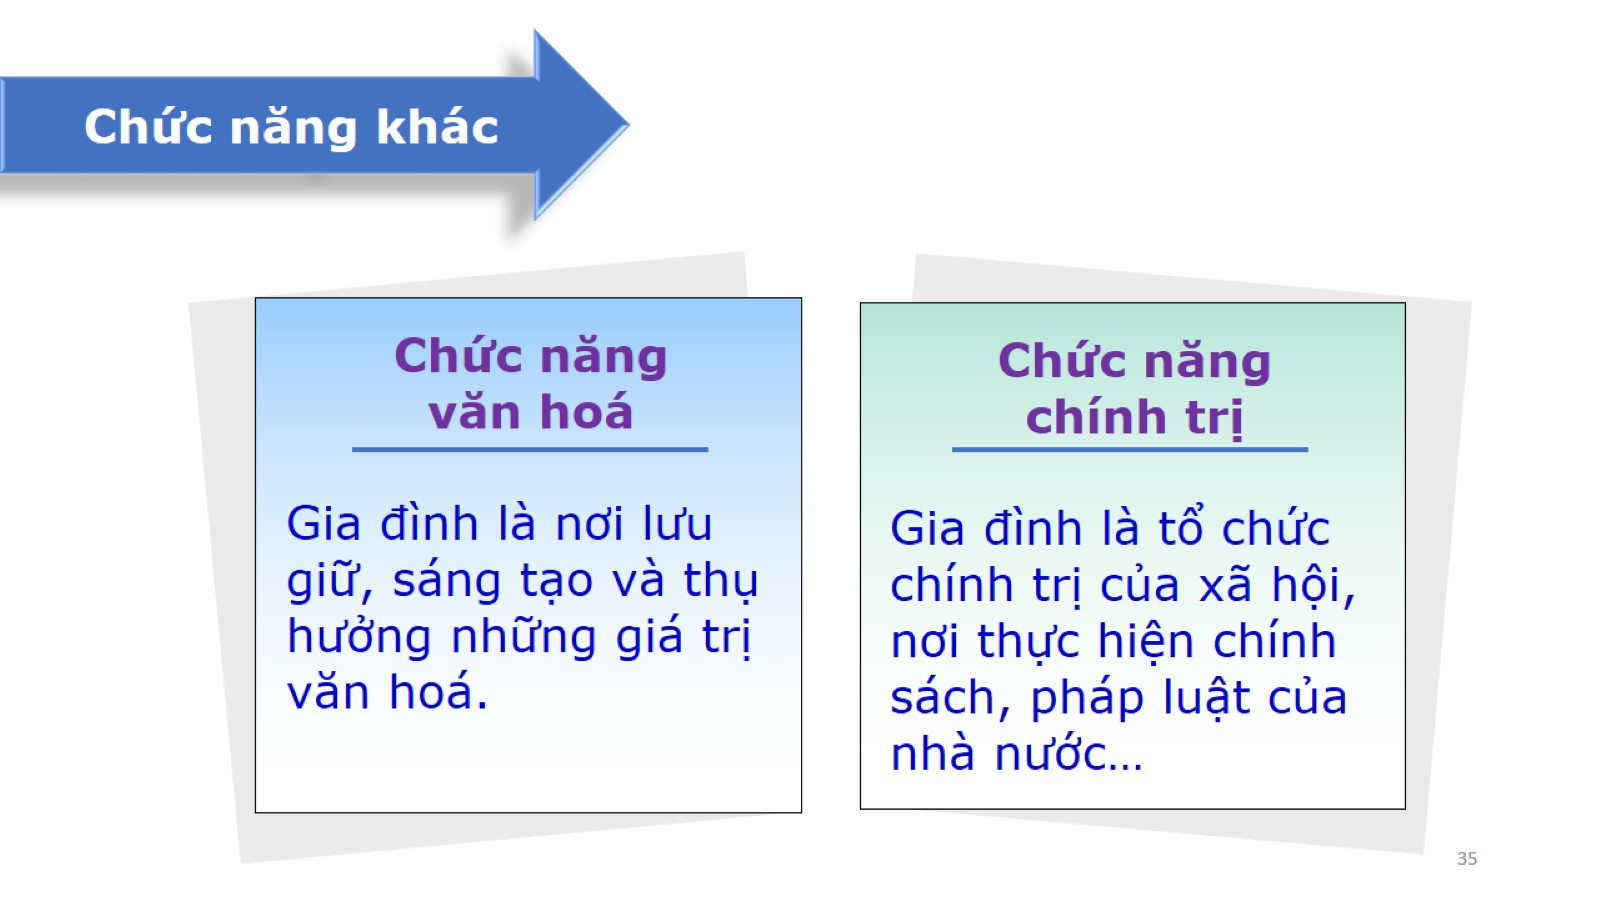 Chức năng khác
Chức năng
văn hoá
Gia đình là nơi lưu
giữ, sáng tạo và thụ
hưởng những giá trị
văn hoá.
Chức năng
chính trị
Gia đình là tổ chức
chính trị của xã hội,
nơi thực hiện chính
sách, pháp luật của
nhà nước...
35